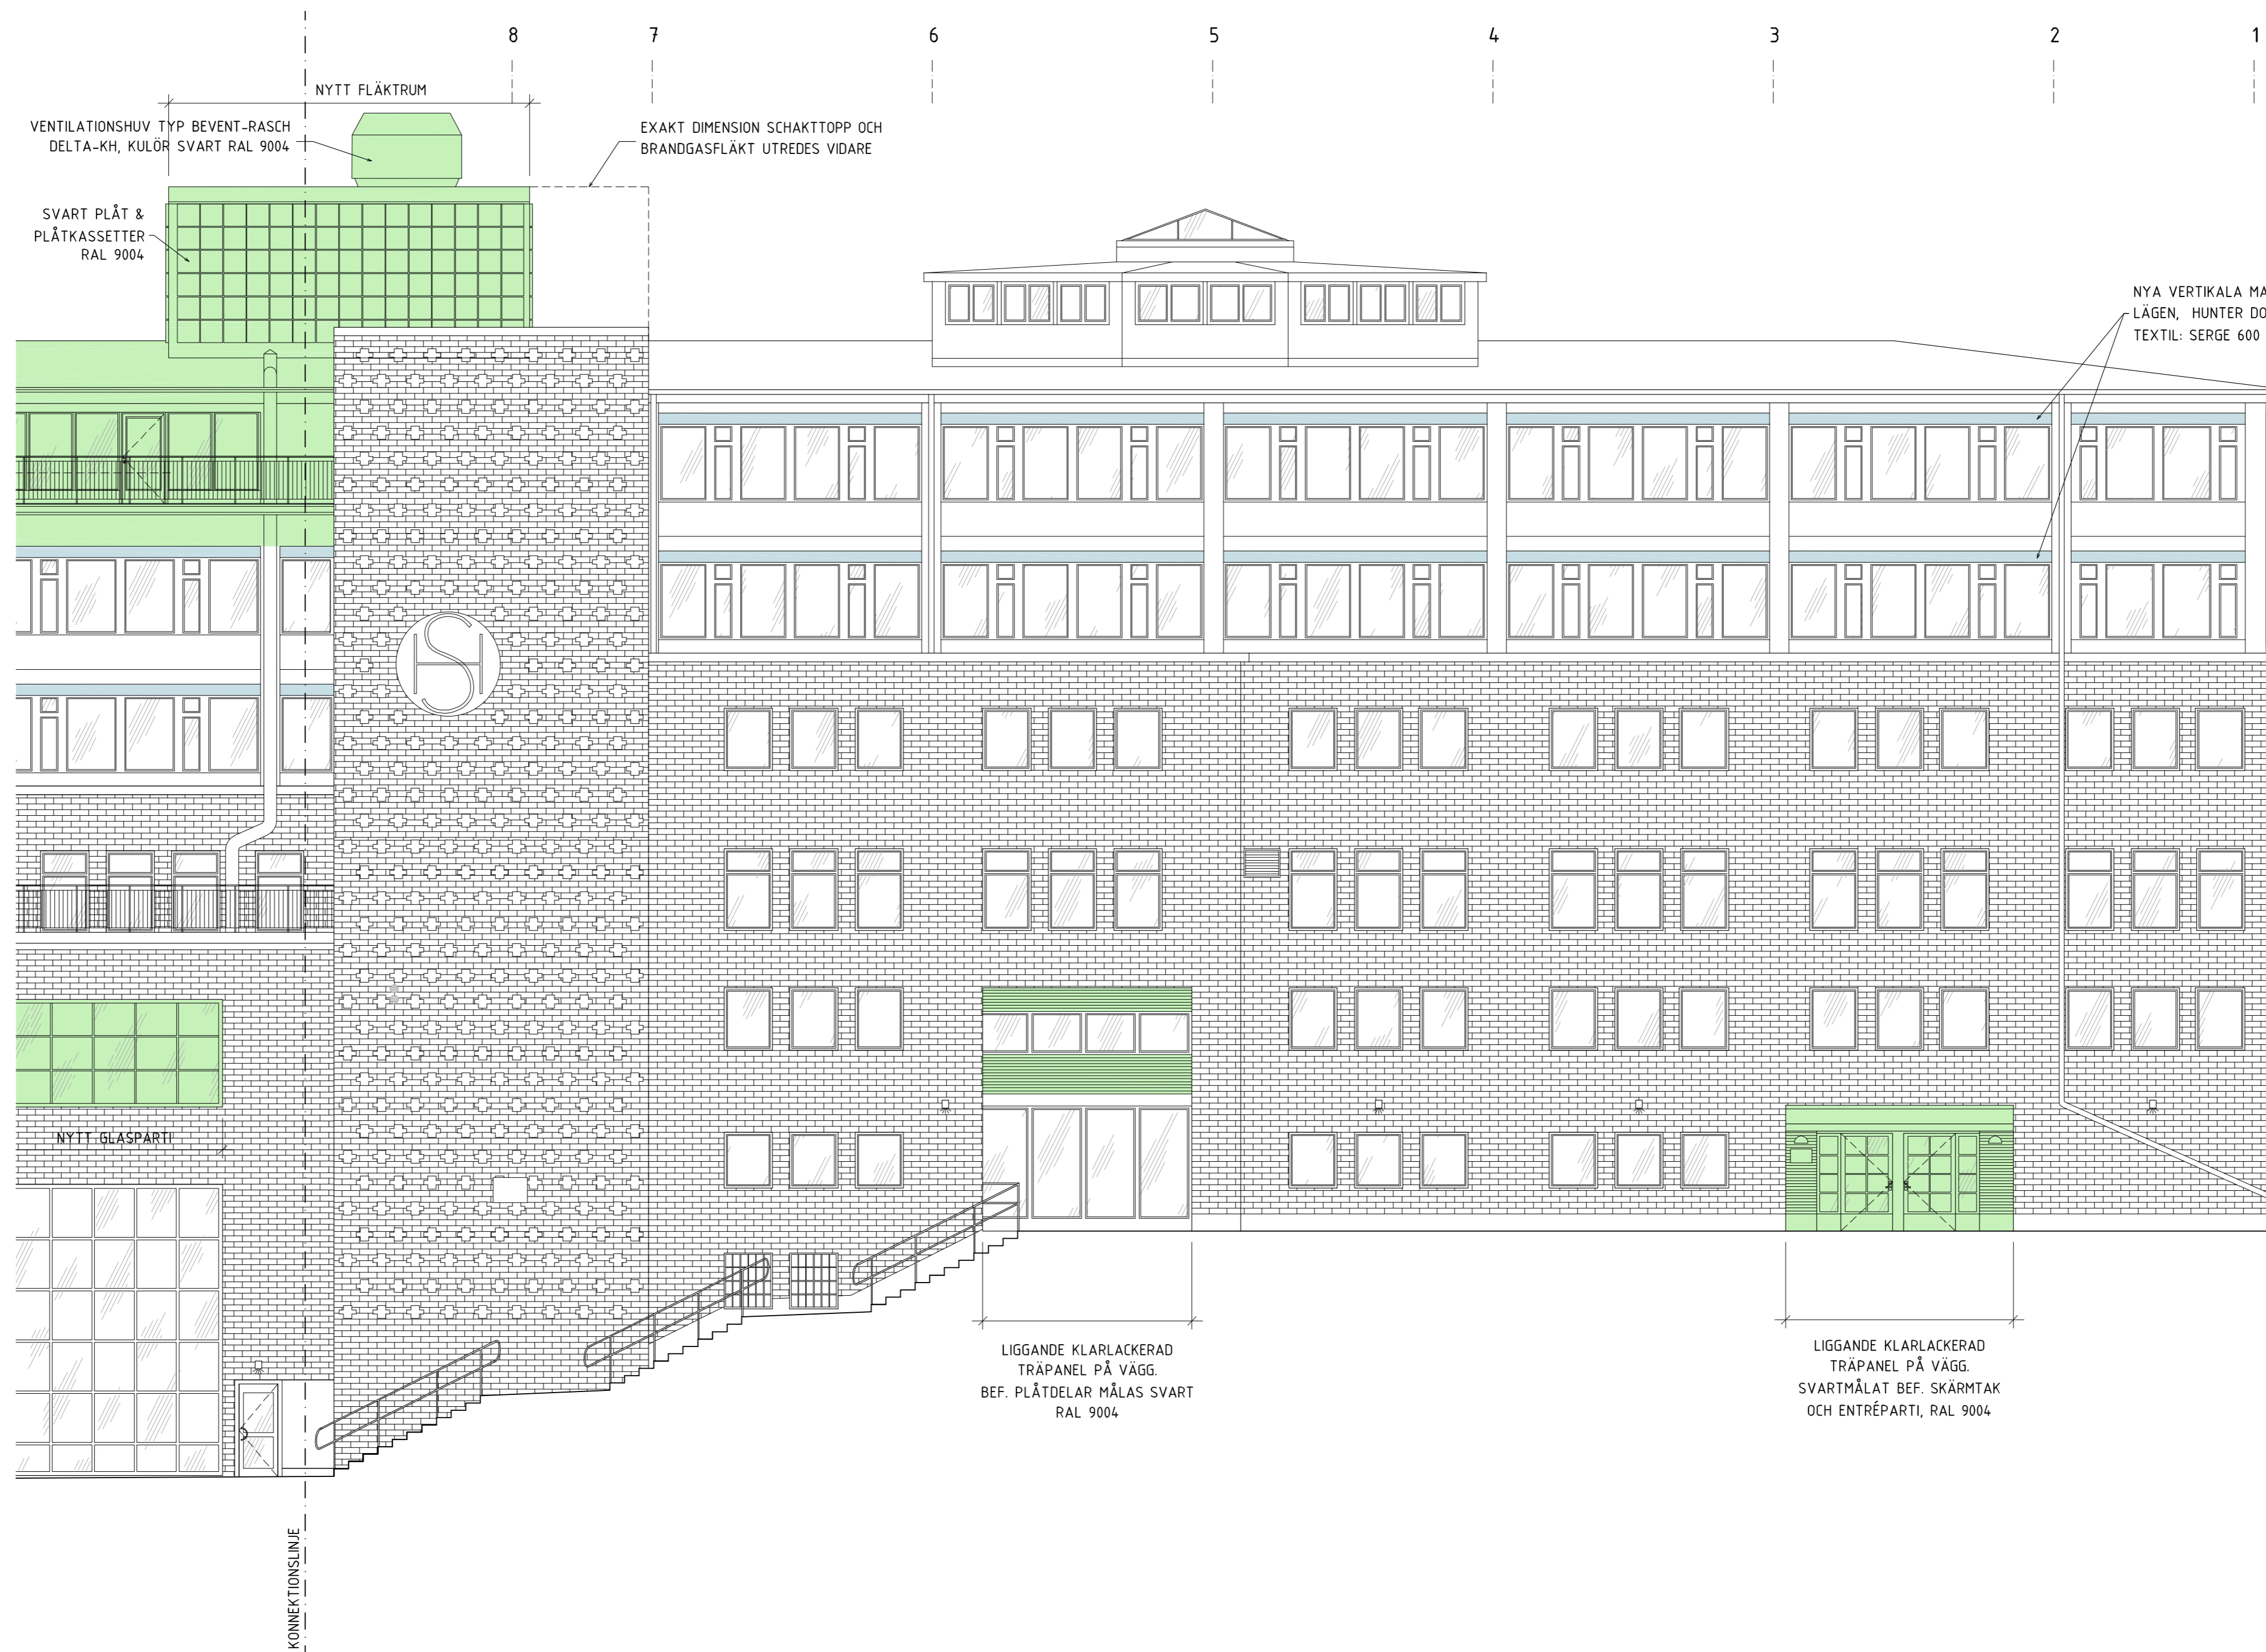 8
7
6
5
4
3
2
1
NYTT FLÄKTRUM
VENTILATIONSHUV TYP BEVENT-RASCH
DELTA-KH, KULÖR SVART RAL 9004
EXAKT DIMENSION SCHAKTTOPP OCH
BRANDGASFLÄKT UTREDES VIDARE
SVART PLÅT &
PLÅTKASSETTER
RAL 9004
NYA VERTIKALA MA
LÄGEN, HUNTER DO
TEXTIL: SERGE 600
HS
NYTT GLASPARTI
LIGGANDE KLARLACKERAD
TRÄPANEL PÅ VÄGG.
BEF. PLÅTDELAR MÅLAS SVART
RAL 9004
LIGGANDE KLARLACKERAD
TRÄPANEL PÅ VÄGG.
SVARTMÅLAT BEF. SKÄRMTAK
OCH ENTRÉPARTI, RAL 9004
KONNEKTIONSLINJE